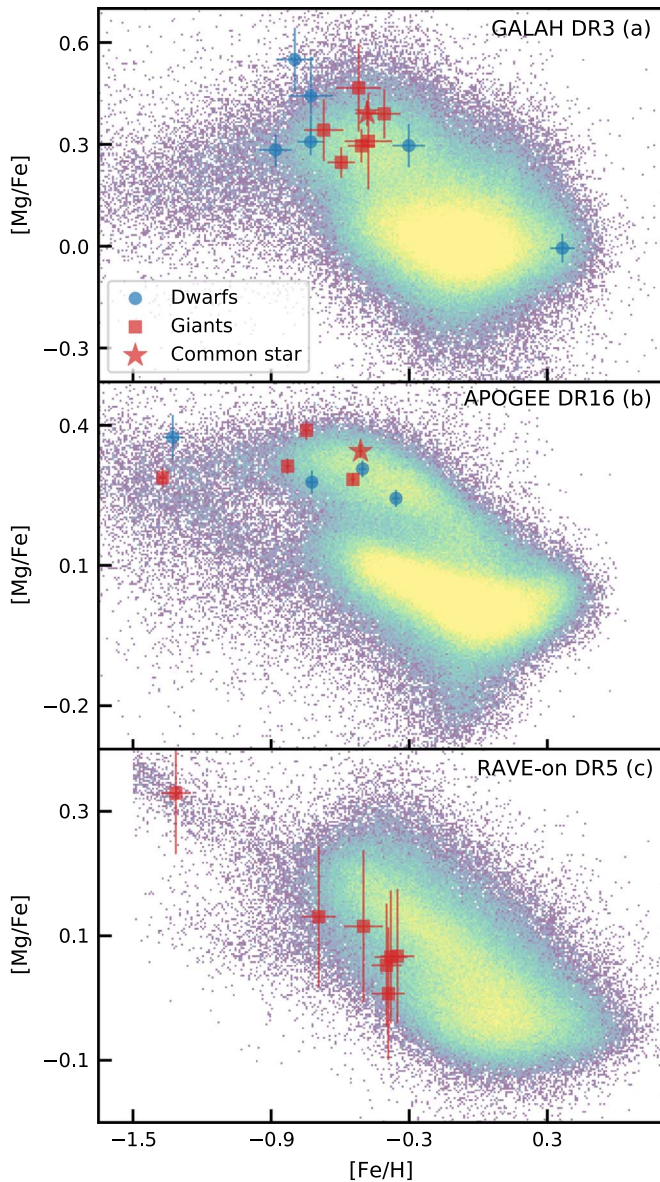 GALAH DR3 (a)
0.6
0.3
0.0
−0.3
[Mg/Fe]
Dwarfs
Giants
Common star
APOGEE DR16 (b)
0.4
0.1
−0.2
[Mg/Fe]
RAVE-on DR5 (c)
0.3
0.1
−0.1
[Mg/Fe]
−1.5 −0.9 −0.3 0.3
[Fe/H]